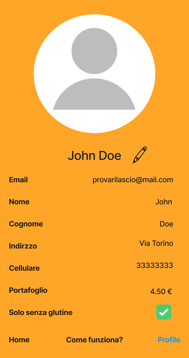 John Doe
Email provarilascio@mail.com
Nome John
Cognome Doe
Indirzzo Via Torino
Cellulare 33333333
Portafoglio 4.50 €
Solo senza glutine
Home Come funziona? Profilo